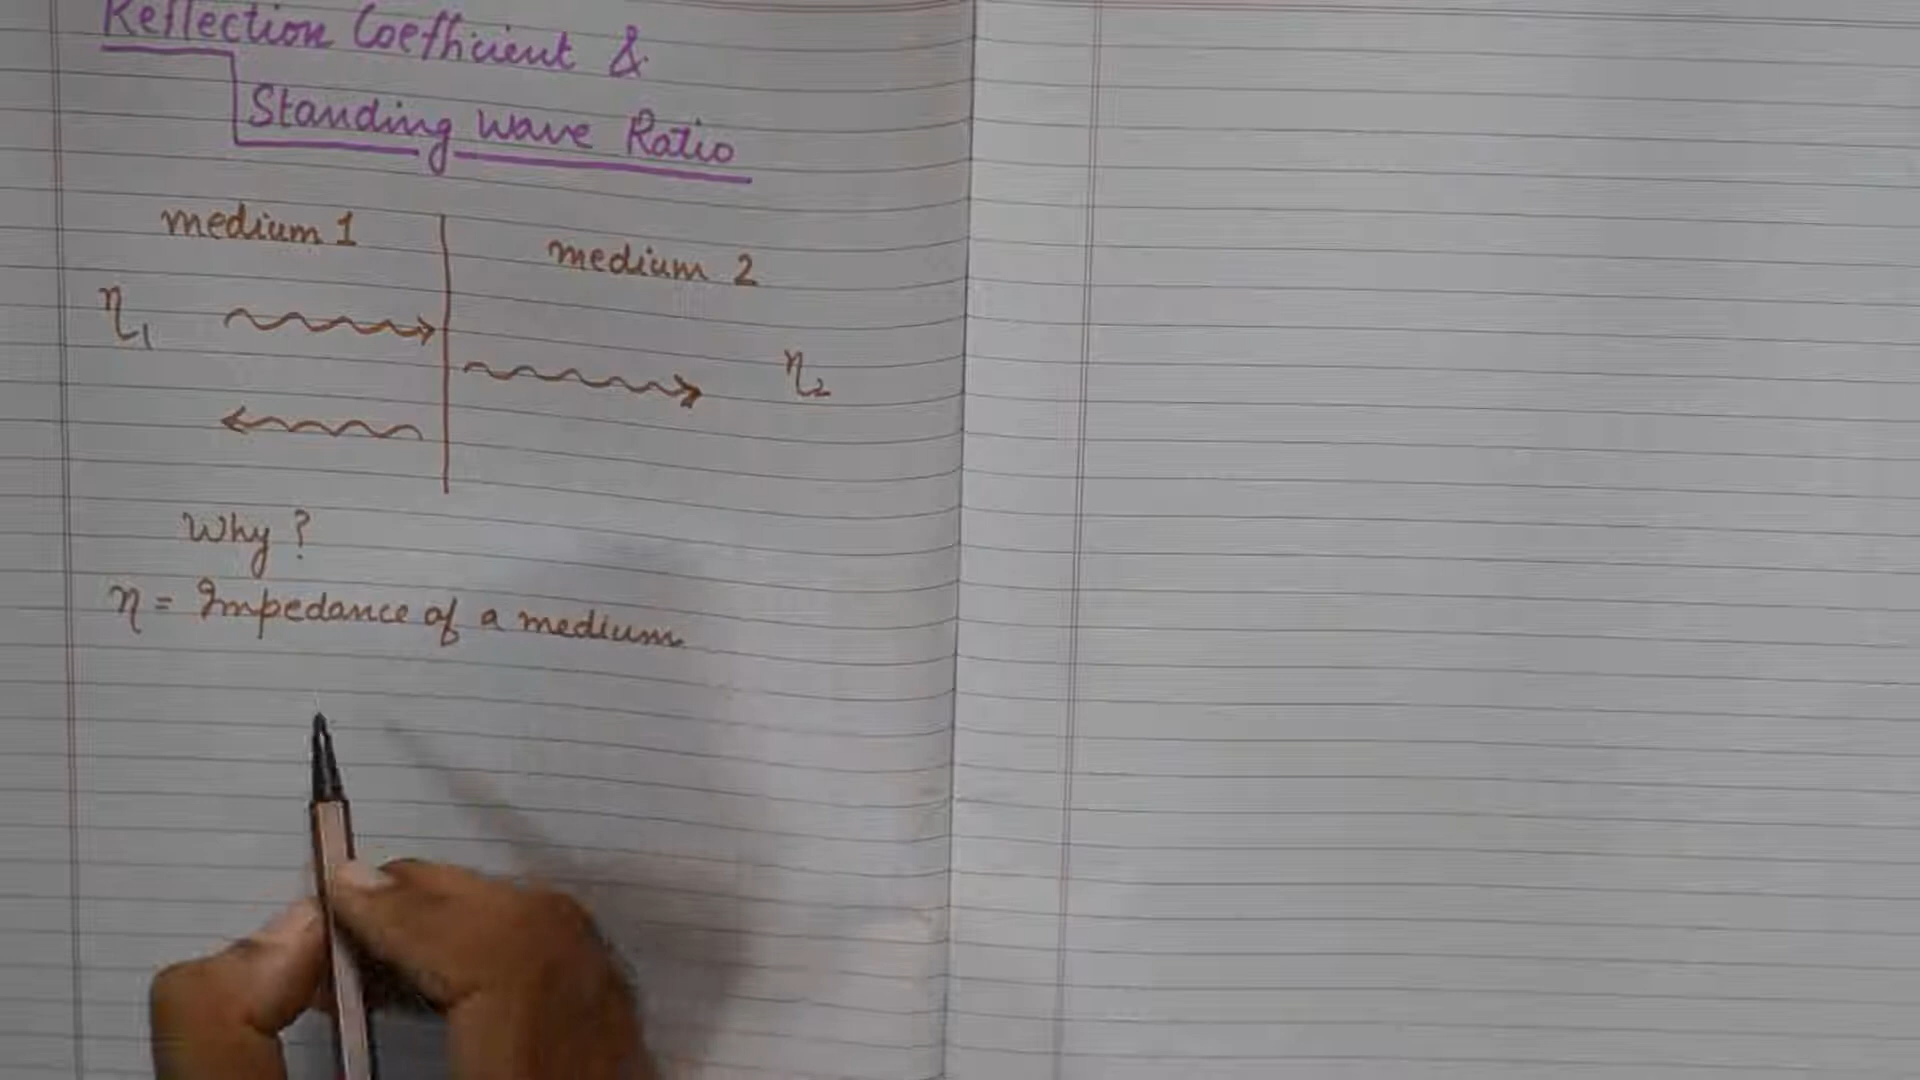 Reflection Coefficient &
Standing Wave Ratio
medium 1
medium 2
η₁
η₂
Why?
η = Impedance of a medium